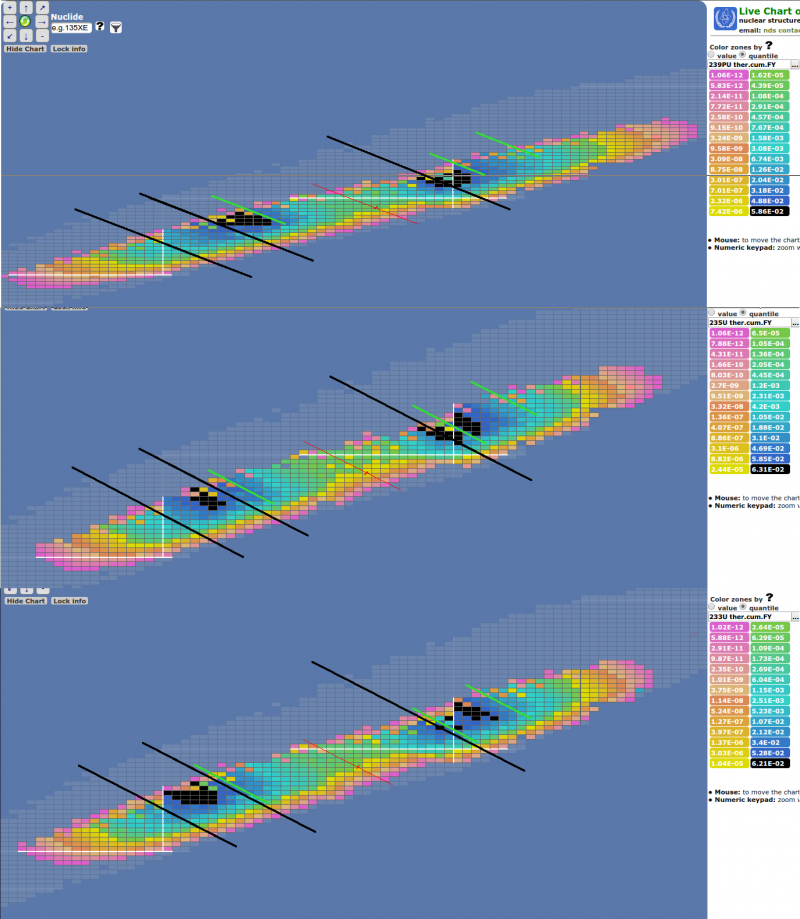 Nuclide
e.g.135XE ?
Hide Chart Lock info
Live Chart o
nuclear structure
email: nds conta
Color zones by ?
value quantile
239PU ther.cum.FY ...
1.06E-12 1.62E-05
5.83E-12 4.39E-05
2.14E-11 1.08E-04
7.72E-11 2.91E-04
2.58E-10 4.57E-04
9.15E-10 7.67E-04
3.24E-09 1.58E-03
9.58E-09 3.08E-03
3.09E-08 6.74E-03
8.75E-08 1.26E-02
3.01E-07 2.04E-02
7.01E-07 3.18E-02
2.32E-06 4.88E-02
7.42E-06 5.86E-02
• Mouse: to move the chart
• Numeric keypad: zoom w
value quantile
235U ther.cum.FY ...
1.06E-12 6.5E-05
7.88E-12 1.05E-04
4.31E-11 1.36E-04
1.66E-10 2.05E-04
8.03E-10 4.45E-04
2.7E-09 1.2E-03
9.51E-09 2.31E-03
3.32E-08 4.2E-03
1.36E-07 1.05E-02
4.07E-07 1.88E-02
8.86E-07 3.1E-02
3.1E-06 4.69E-02
8.82E-06 5.85E-02
2.44E-05 6.31E-02
• Mouse: to move the chart
• Numeric keypad: zoom v
Hide Chart Lock info
Color zones by ?
value quantile
233U ther.cum.FY ...
1.02E-12 2.64E-05
5.88E-12 6.29E-05
2.91E-11 1.09E-04
9.87E-11 1.73E-04
2.35E-10 2.69E-04
1.01E-09 6.04E-04
3.75E-09 1.15E-03
1.14E-08 2.51E-03
5.24E-08 5.23E-03
1.27E-07 1.07E-02
3.97E-07 2.12E-02
1.37E-06 3.4E-02
3.03E-06 5.28E-02
1.04E-05 6.21E-02
• Mouse: to move the chart
• Numeric keypad: zoom v